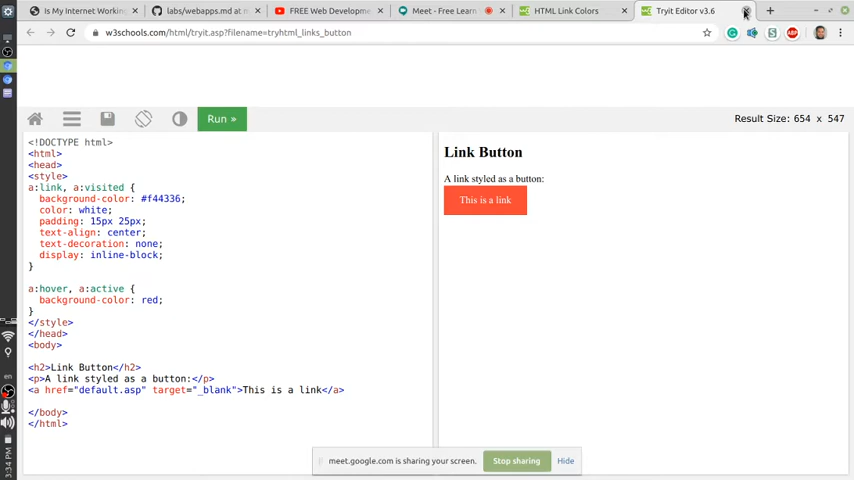 Is My Internet Working
labs/webapps.md at m
FREE Web Developme
Meet - Free Learn
HTML Link Colors
Tryit Editor v3.6
w3schools.com/html/tryit.asp?filename=tryhtml_links_button
ABP
Run »
Result Size: 654 x 547
<!DOCTYPE html>
<html>
<head>
<style>
a:link, a:visited {
background-color: #f44336;
color: white;
padding: 15px 25px;
text-align: center;
text-decoration: none;
display: inline-block;
}
a:hover, a:active {
background-color: red;
}
</style>
</head>
<body>
<h2>Link Button</h2>
<p>A link styled as a button:</p>
<a href="default.asp" target="_blank">This is a link</a>
</body>
</html>
Link Button
A link styled as a button:
This is a link
en
3:34 PM
meet.google.com is sharing your screen.
Stop sharing
Hide